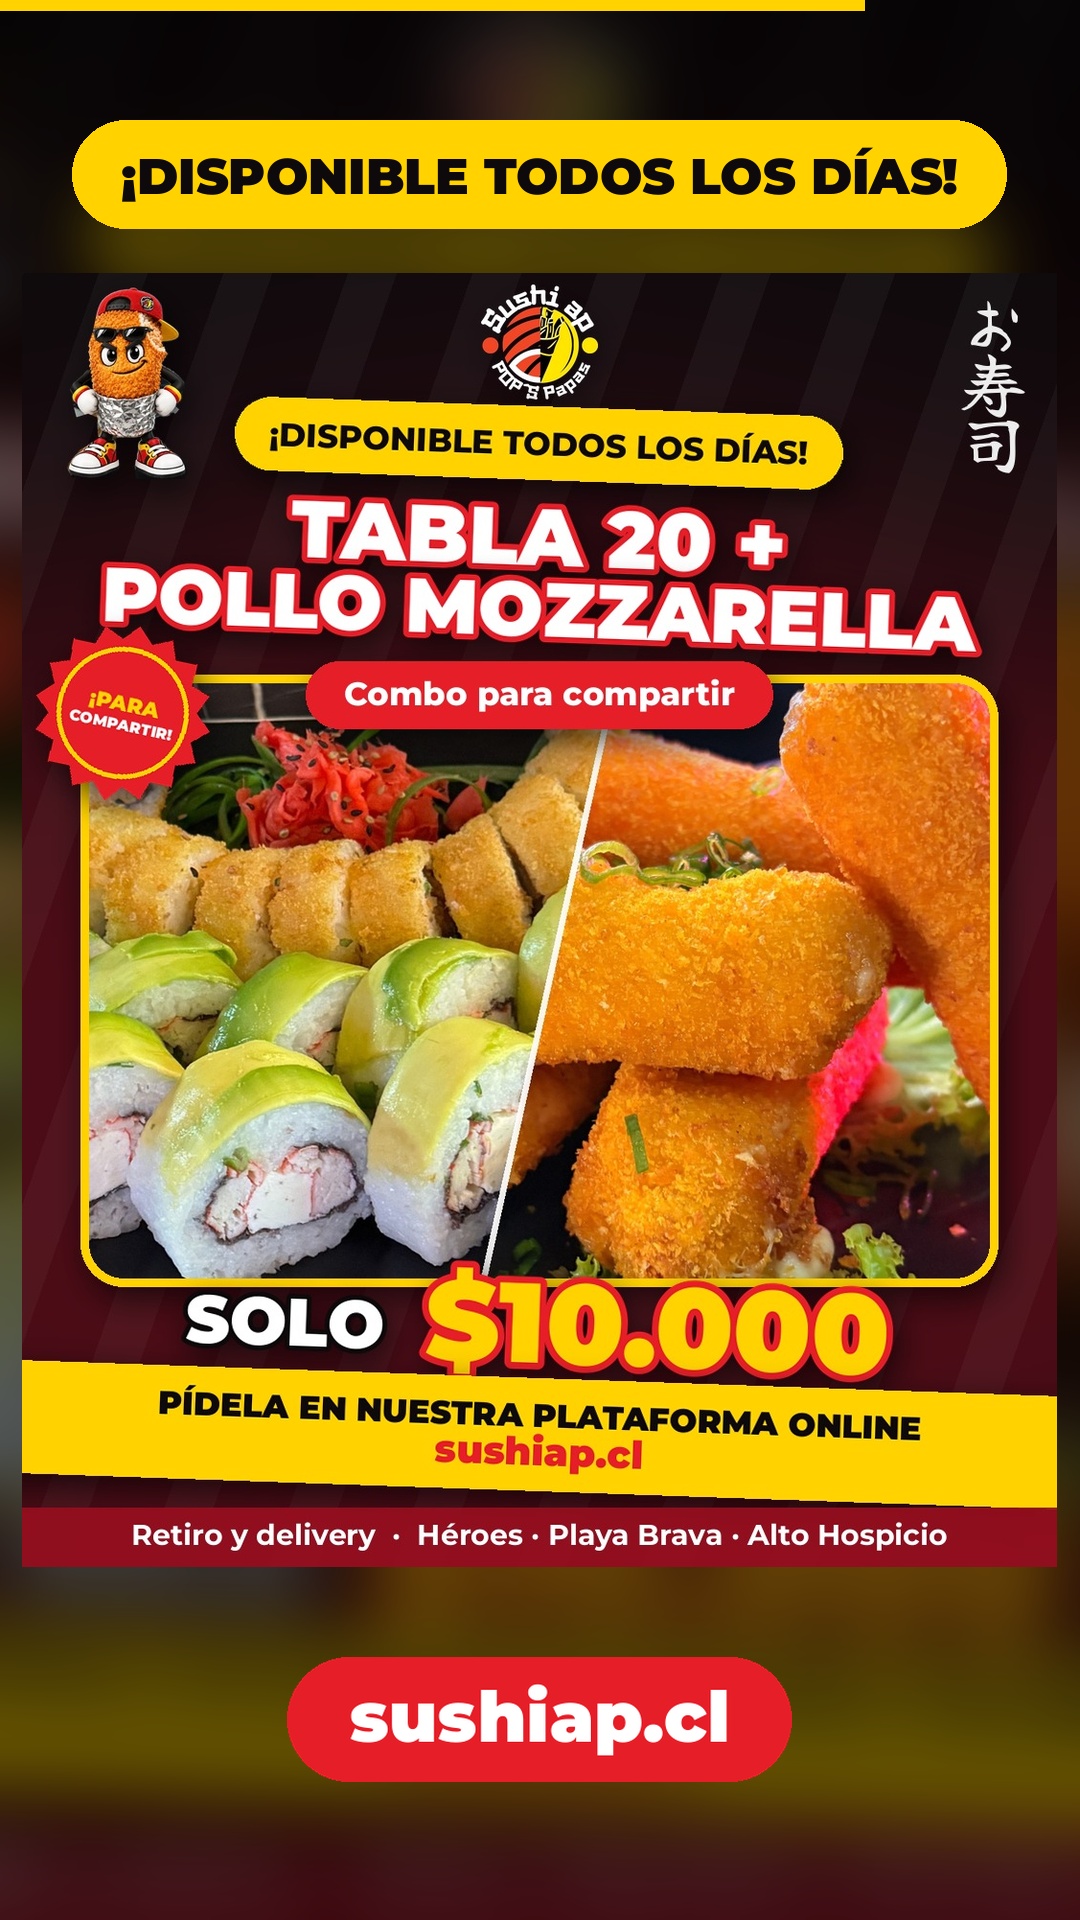 ¡DISPONIBLE TODOS LOS DÍAS!
Sushi ap
POP'S Papas
お寿司
¡DISPONIBLE TODOS LOS DÍAS!
TABLA 20 +
POLLO MOZZARELLA
¡PARA
COMPARTIR!
Combo para compartir
SOLO $10.000
PÍDELA EN NUESTRA PLATAFORMA ONLINE
sushiap.cl
Retiro y delivery · Héroes · Playa Brava · Alto Hospicio
sushiap.cl